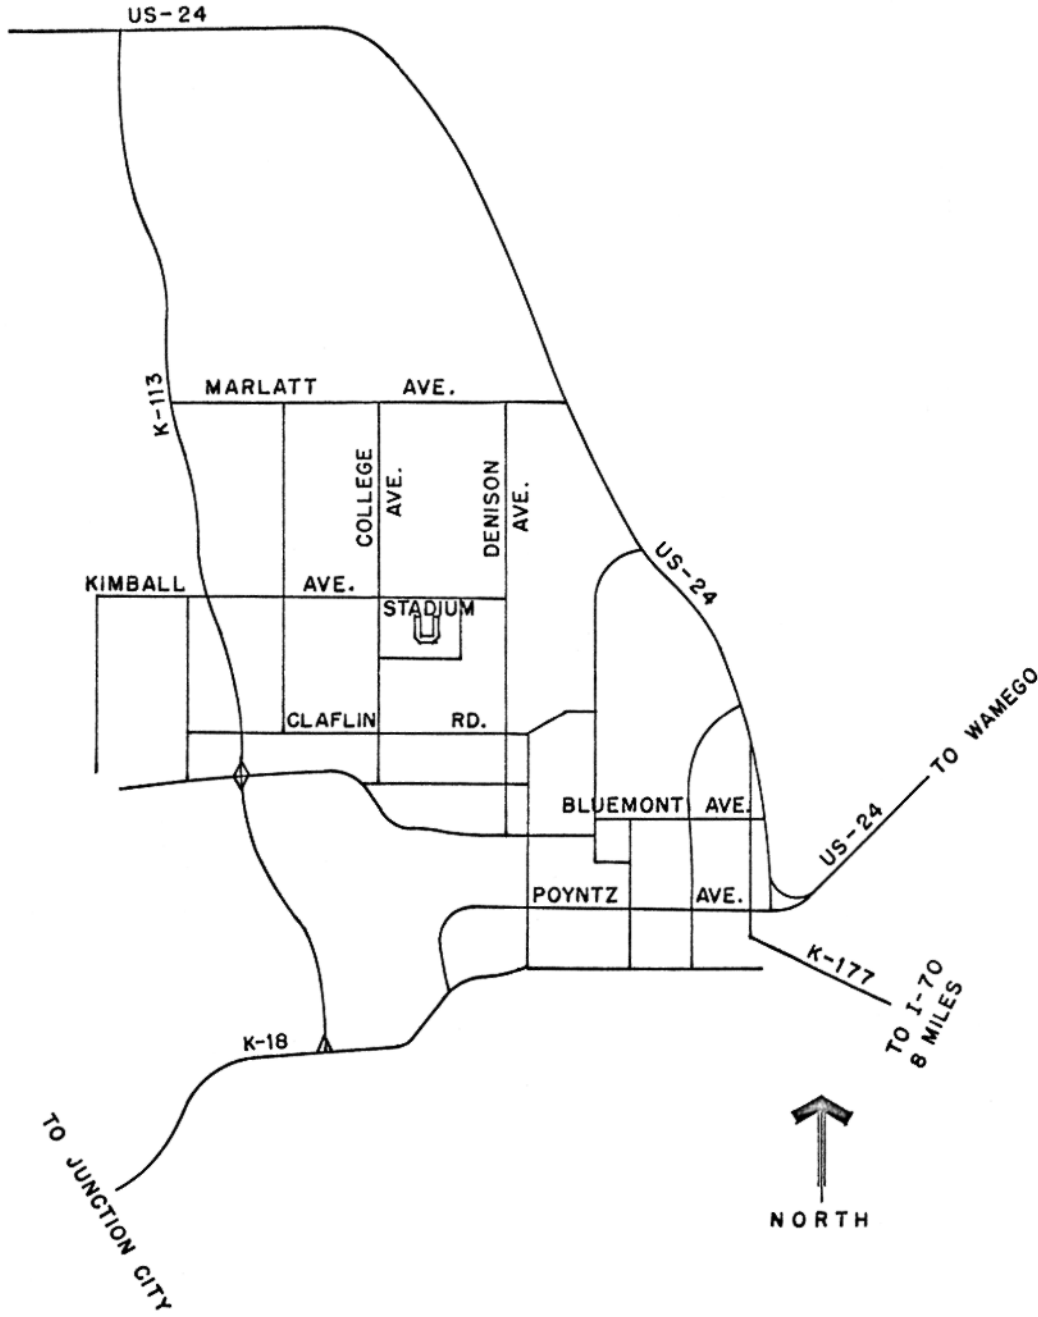 US-24
K-113
MARLATT AVE.
COLLEGE
AVE.
DENISON
AVE.
KIMBALL AVE.
STADIUM
US-24
CLAFLIN RD.
TO WAMEGO
BLUEMONT AVE.
US-24
POYNTZ AVE.
K-177
TO I-70
8 MILES
K-18
TO JUNCTION CITY
NORTH